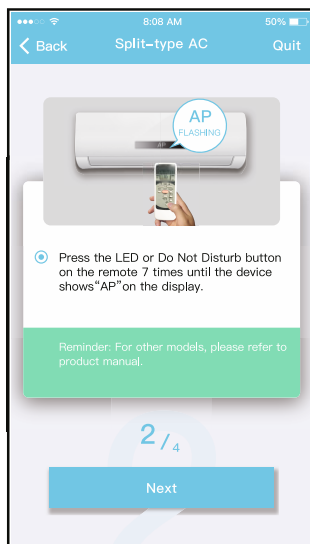 8:08 AM
50%
Back
Split-type AC
Quit
AP
FLASHING
AP
Press the LED or Do Not Disturb button
on the remote 7 times until the device
shows“AP”on the display.
Reminder: For other models, please refer to
product manual.
2/4
Next